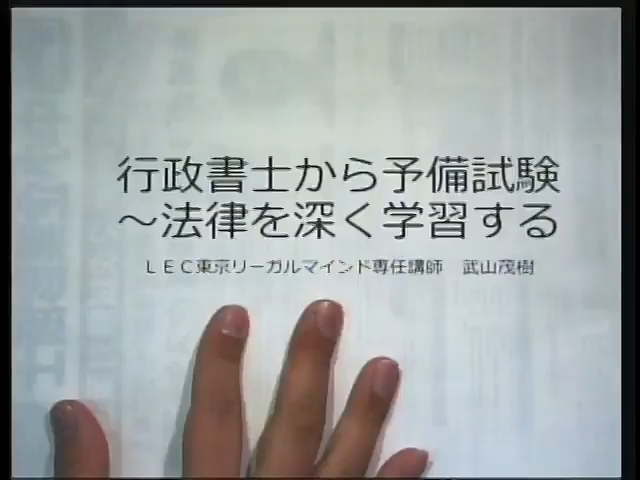 行政書士から予備試験
～法律を深く学習する
ＬＥＣ東京リーガルマインド専任講師　武山茂樹